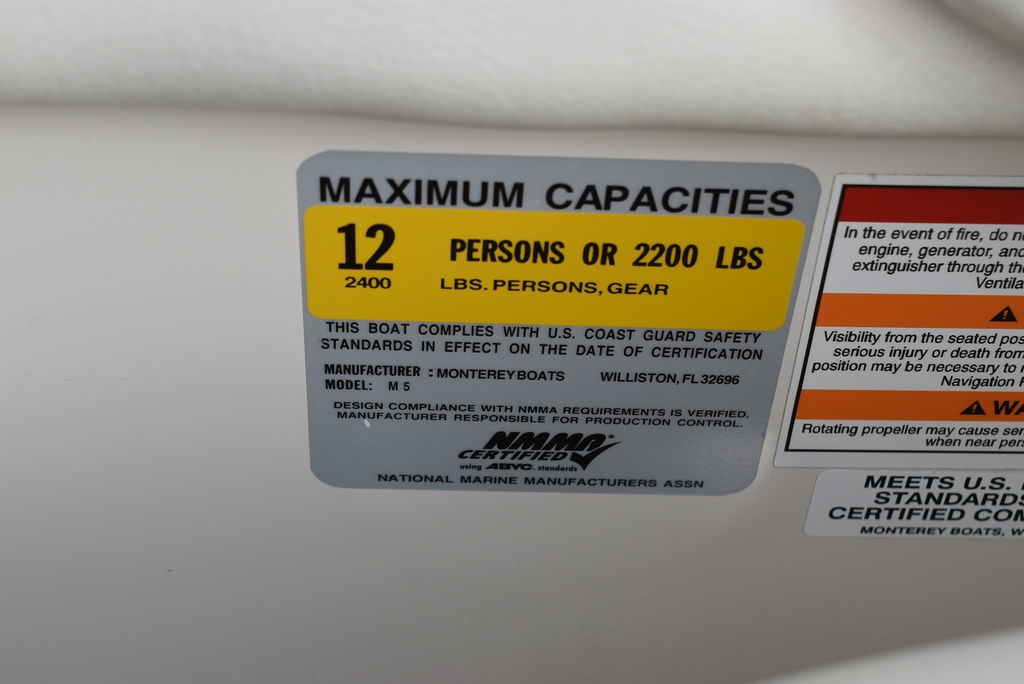 MAXIMUM CAPACITIES
12 PERSONS OR 2200 LBS
2400 LBS. PERSONS, GEAR
THIS BOAT COMPLIES WITH U.S. COAST GUARD SAFETY
STANDARDS IN EFFECT ON THE DATE OF CERTIFICATION
MANUFACTURER : MONTEREY BOATS WILLISTON, FL 32696
MODEL: M 5
DESIGN COMPLIANCE WITH NMMA REQUIREMENTS IS VERIFIED.
MANUFACTURER RESPONSIBLE FOR PRODUCTION CONTROL.
NMMA
CERTIFIED
using ABYC. standards
NATIONAL MARINE MANUFACTURERS ASSN
In the event of fire, do
engine, generator, and
extinguisher through
Visibility from the seated
serious injury or death from
position may be necessary to
Navigation
Rotating propeller may cause
when near
MEETS U.S.
STANDARDS
CERTIFIED
MONTEREY BOATS,